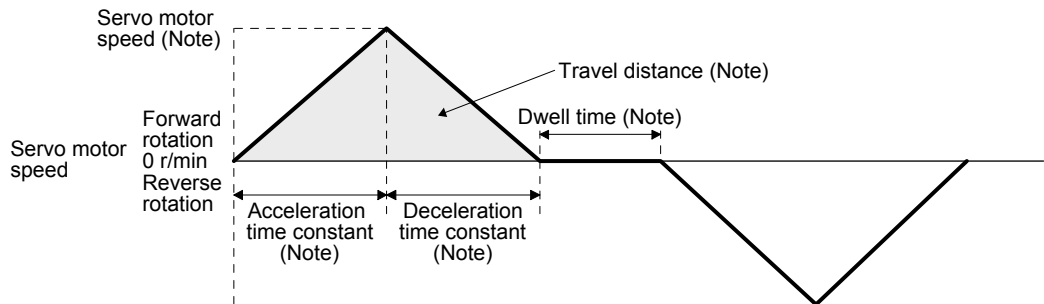 Servo motor
speed (Note)
Travel distance (Note)
Dwell time (Note)
Servo motor
speed
Forward
rotation
0 r/min
Reverse
rotation
Acceleration
time constant
(Note)
Deceleration
time constant
(Note)